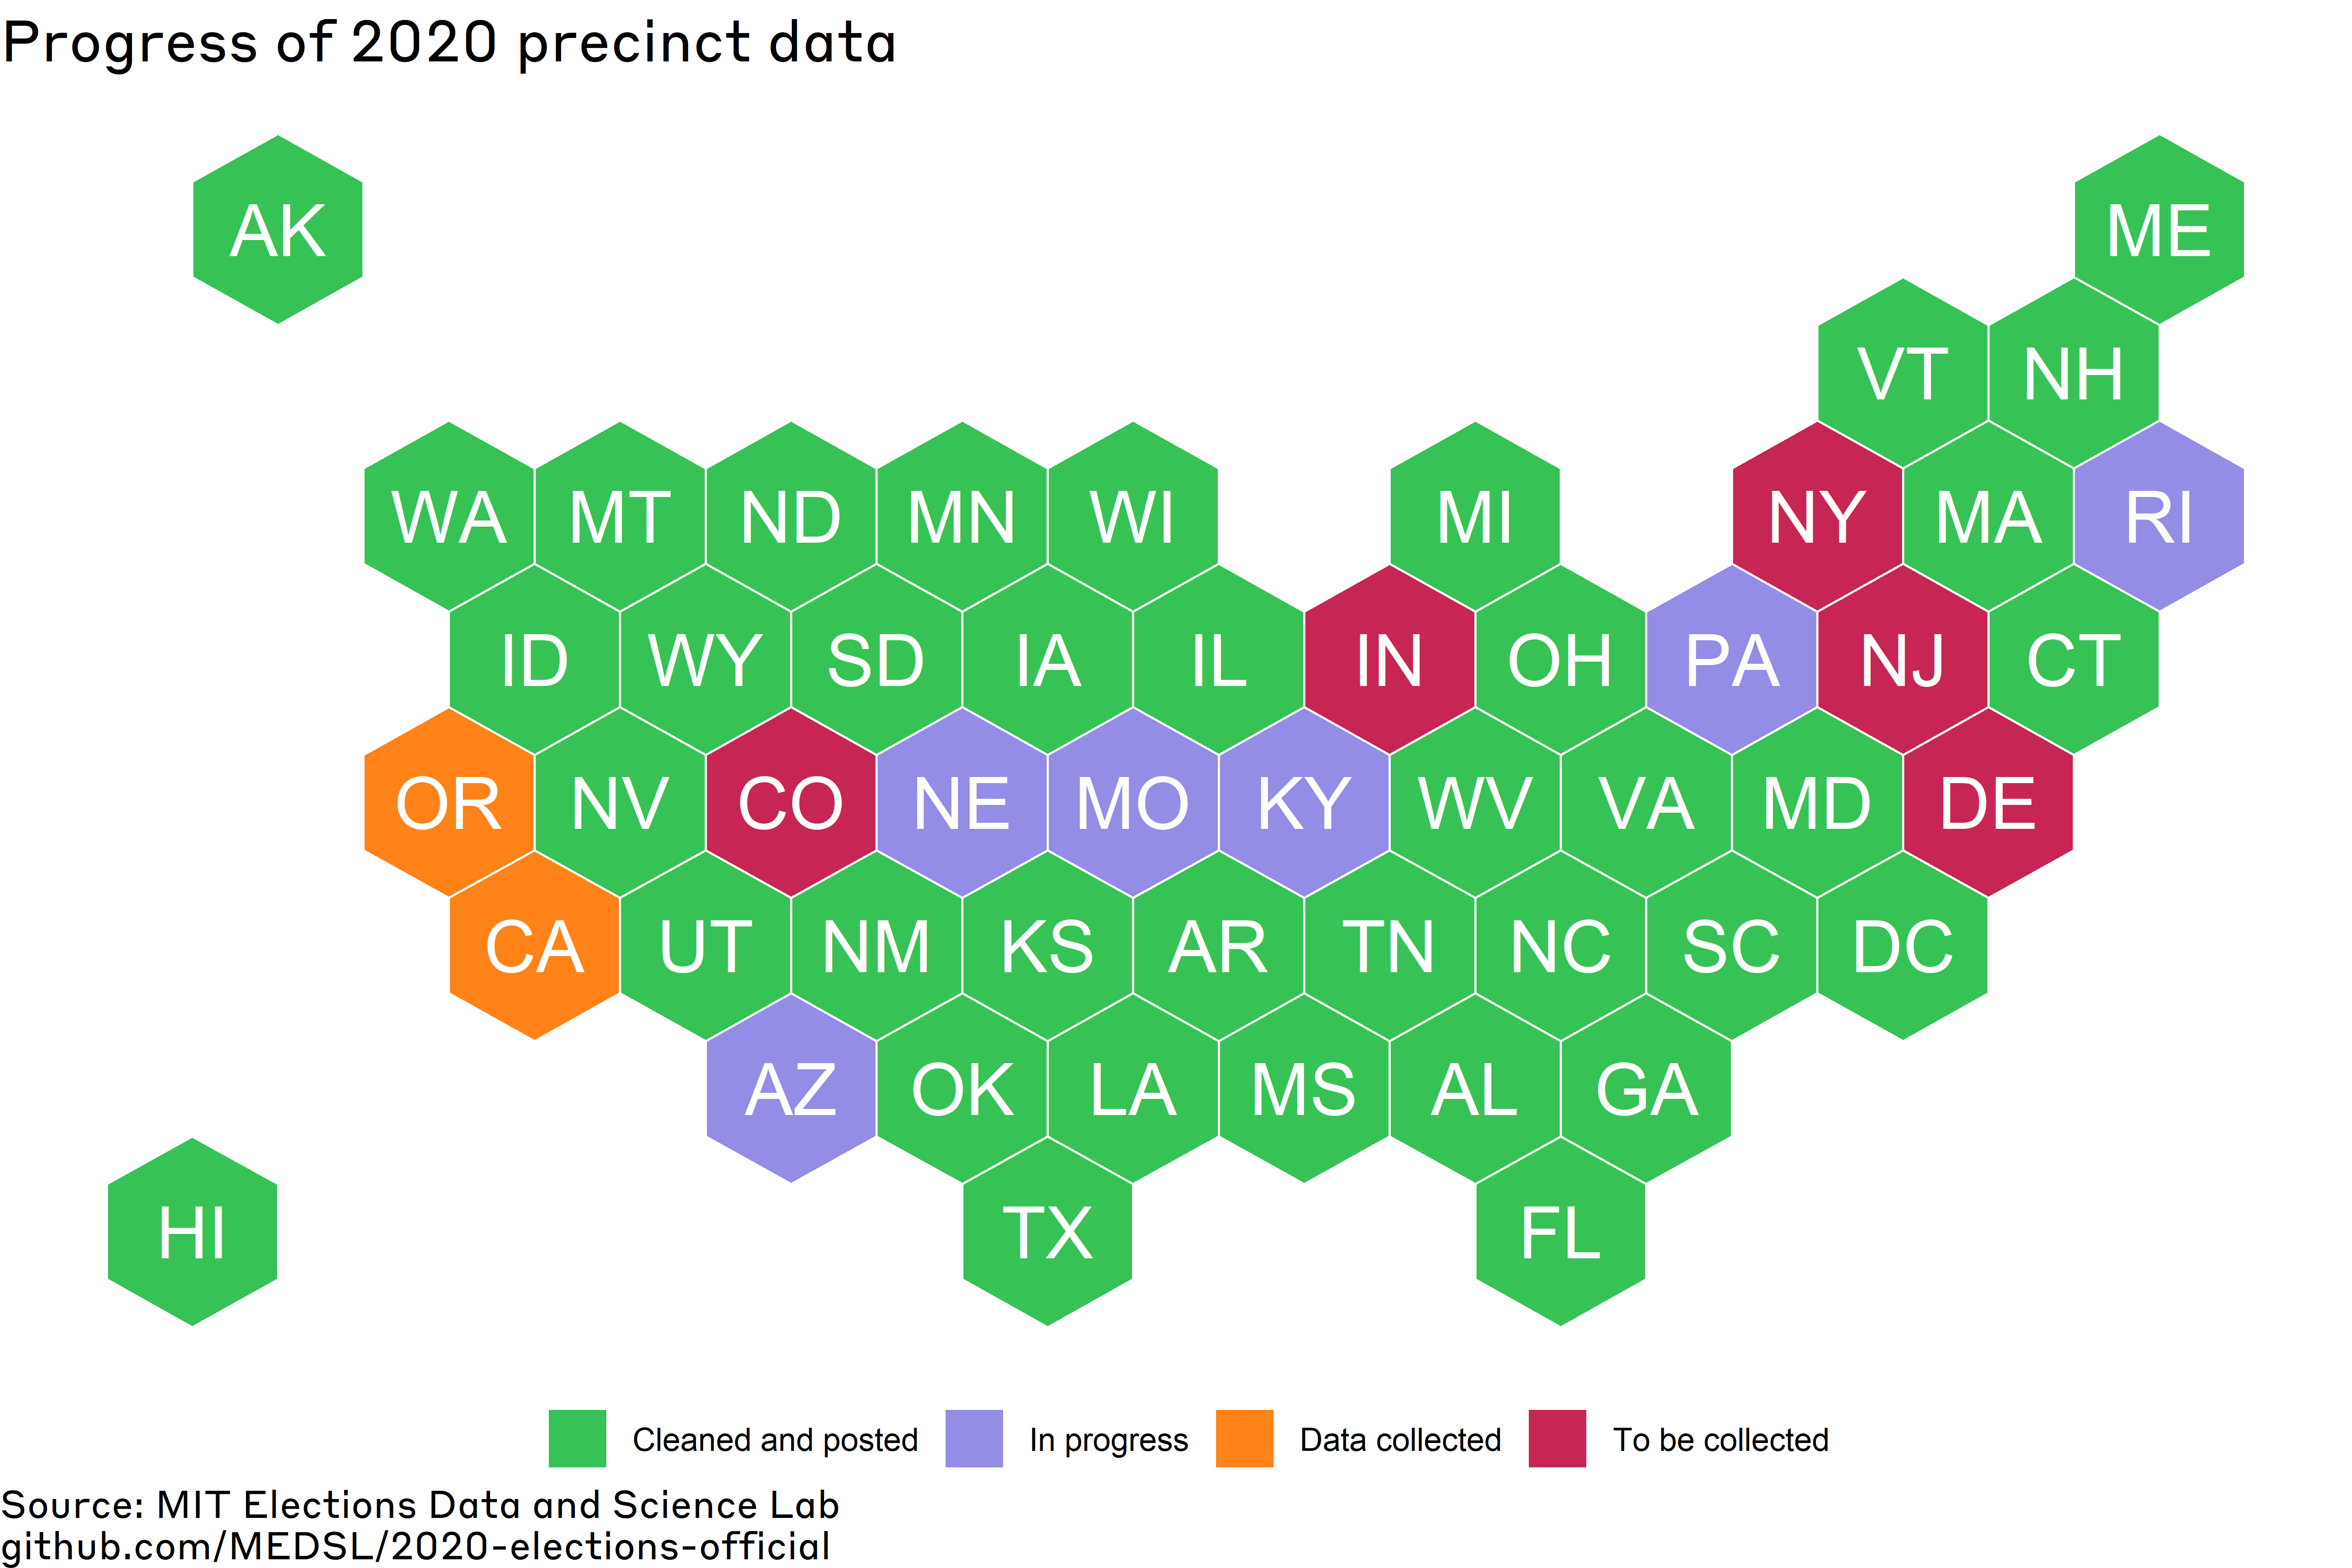 Progress of 2020 precinct data
AK
ME
VT NH
WA MT ND MN WI MI NY MA RI
ID WY SD IA IL IN OH PA NJ CT
OR NV CO NE MO KY WV VA MD DE
CA UT NM KS AR TN NC SC DC
AZ OK LA MS AL GA
HI TX FL
Cleaned and posted In progress Data collected To be collected
Source: MIT Elections Data and Science Lab
github.com/MEDSL/2020-elections-official